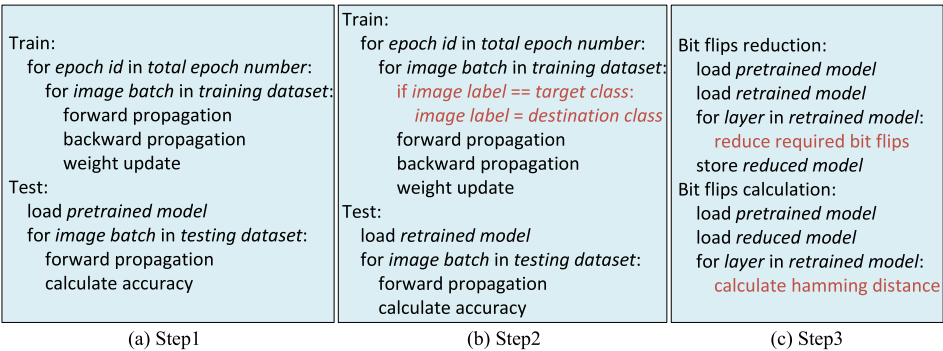 Train:
for epoch id in total epoch number:
for image batch in training dataset:
forward propagation
backward propagation
weight update
Test:
load pretrained model
for image batch in testing dataset:
forward propagation
calculate accuracy
(a) Step1
Train:
for epoch id in total epoch number:
for image batch in training dataset:
if image label == target class:
image label = destination class
forward propagation
backward propagation
weight update
Test:
load retrained model
for image batch in testing dataset:
forward propagation
calculate accuracy
(b) Step2
Bit flips reduction:
load pretrained model
load retrained model
for layer in retrained model:
reduce required bit flips
store reduced model
Bit flips calculation:
load pretrained model
load reduced model
for layer in retrained model:
calculate hamming distance
(c) Step3